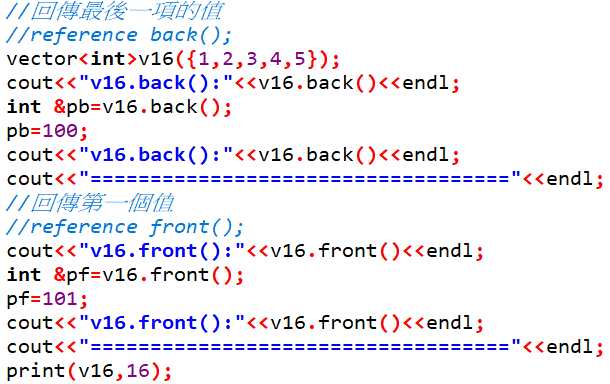 //回傳最後一項的值
//reference back();
vector<int>v16({1,2,3,4,5});
cout<<"v16.back():"<<v16.back()<<endl;
int &pb=v16.back();
pb=100;
cout<<"v16.back():"<<v16.back()<<endl;
cout<<"==================================="<<endl;
//回傳第一個值
//reference front();
cout<<"v16.front():"<<v16.front()<<endl;
int &pf=v16.front();
pf=101;
cout<<"v16.front():"<<v16.front()<<endl;
cout<<"==================================="<<endl;
print(v16,16);